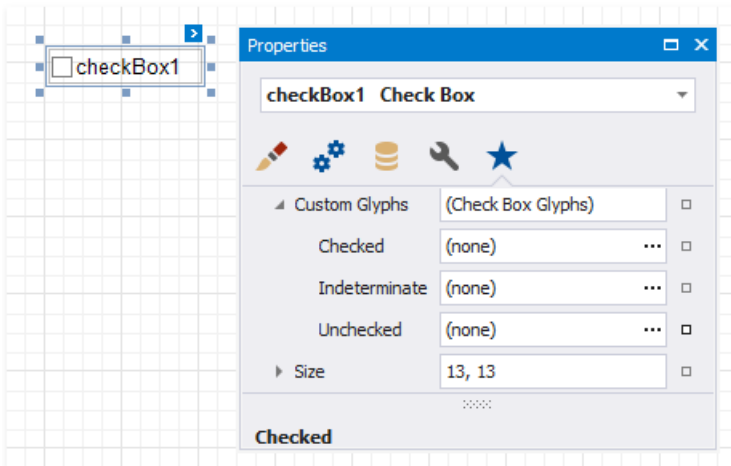 checkBox1
Properties
checkBox1 Check Box
Custom Glyphs (Check Box Glyphs)
Checked (none)
Indeterminate (none)
Unchecked (none)
Size 13, 13
Checked